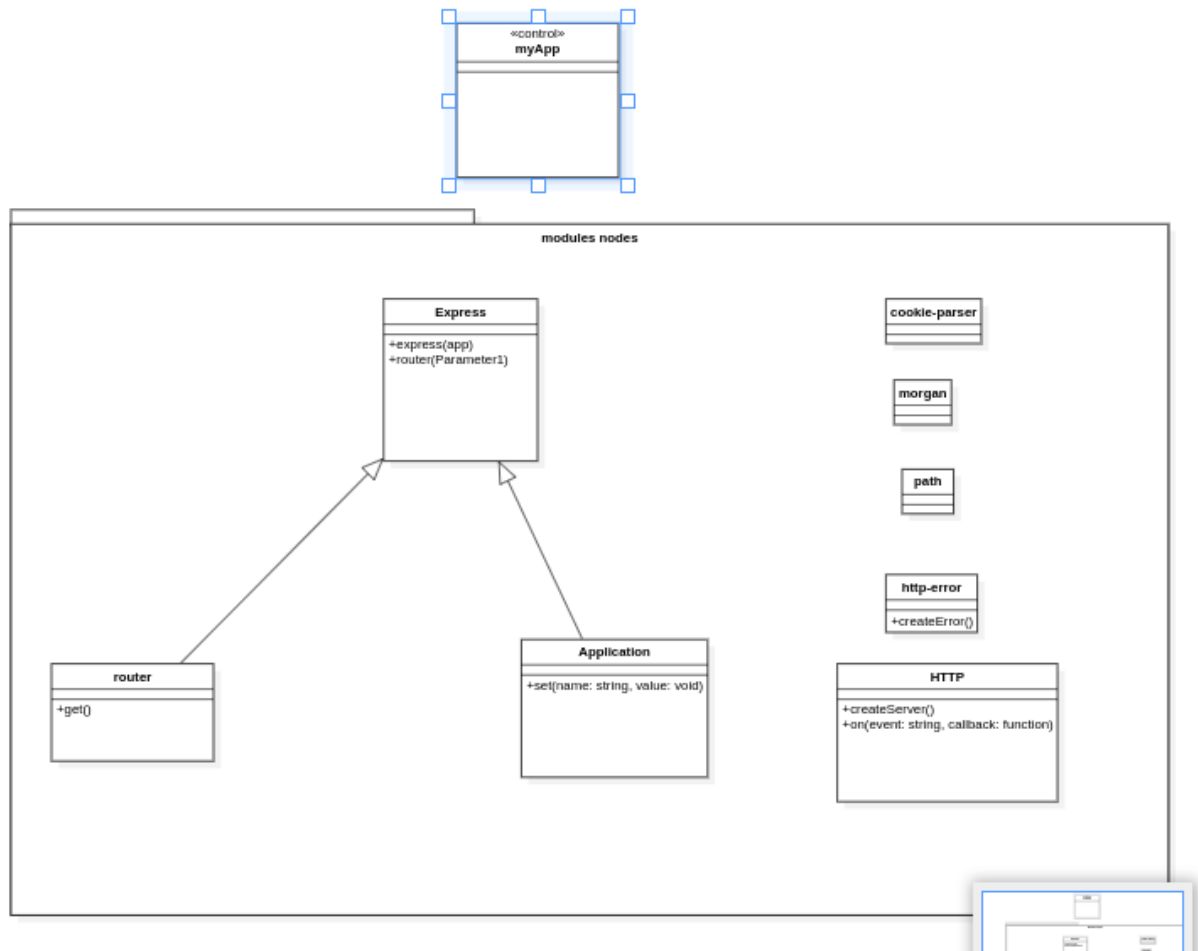 «control»
myApp
modules nodes
Express
+express(app)
+router(Parameter1)
cookie-parser
morgan
path
http-error
+createError()
router
+get()
Application
+set(name: string, value: void)
HTTP
+createServer()
+on(event: string, callback: function)